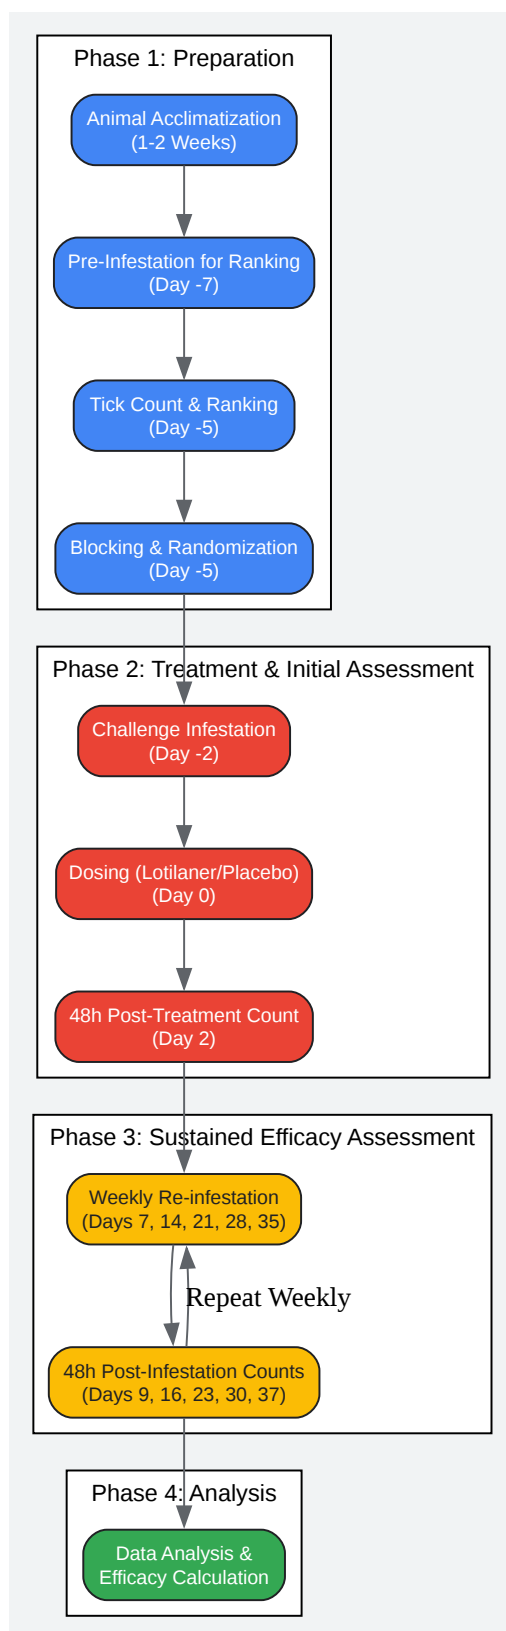 Phase 1: Preparation
Animal Acclimatization
(1-2 Weeks)
Pre-Infestation for Ranking
(Day -7)
Tick Count & Ranking
(Day -5)
Blocking & Randomization
(Day -5)
Phase 2: Treatment & Initial Assessment
Challenge Infestation
(Day -2)
Dosing (Lotilaner/Placebo)
(Day 0)
48h Post-Treatment Count
(Day 2)
Phase 3: Sustained Efficacy Assessment
Weekly Re-infestation
(Days 7, 14, 21, 28, 35)
Repeat Weekly
48h Post-Infestation Counts
(Days 9, 16, 23, 30, 37)
Phase 4: Analysis
Data Analysis &
Efficacy Calculation